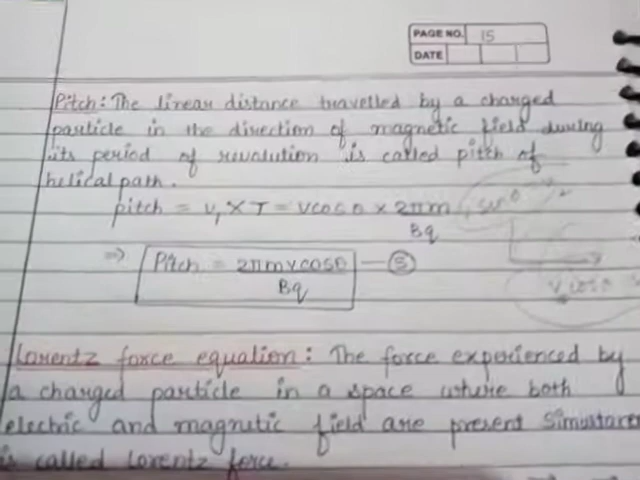 PAGE NO. 15
DATE
Pitch: The linear distance travelled by a charged
particle in the direction of magnetic field during
its period of revolution is called pitch of
helical path.
pitch = v₁ × T = vcosθ × 2πm
Bq
⇒ Pitch = 2πmvcosθ — ⑤
Bq
v cosθ
Lorentz force equation: The force experienced by
a charged particle in a space where both
electric and magnetic field are present
is called Lorentz force.